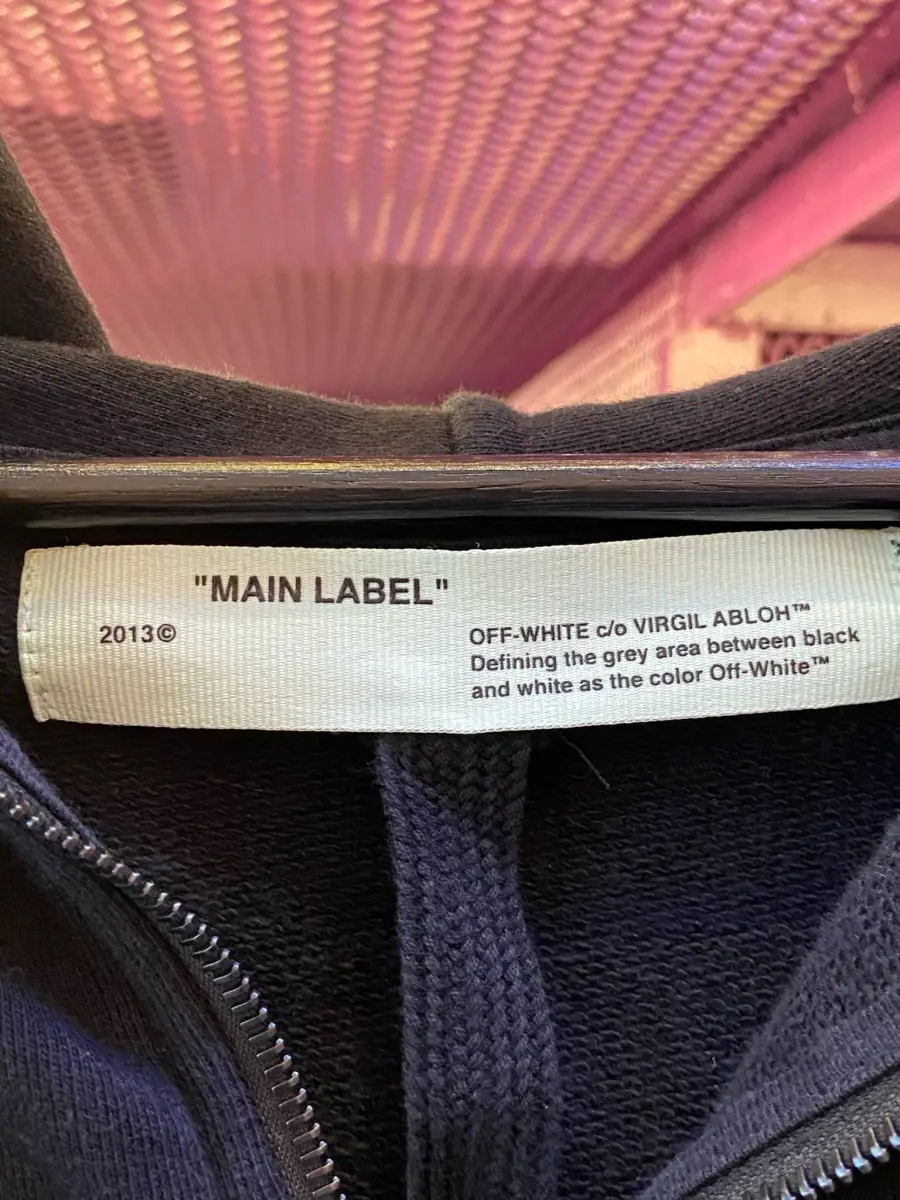 "MAIN LABEL"
2013©
OFF-WHITE c/o VIRGIL ABLOH™
Defining the grey area between black
and white as the color Off-White™